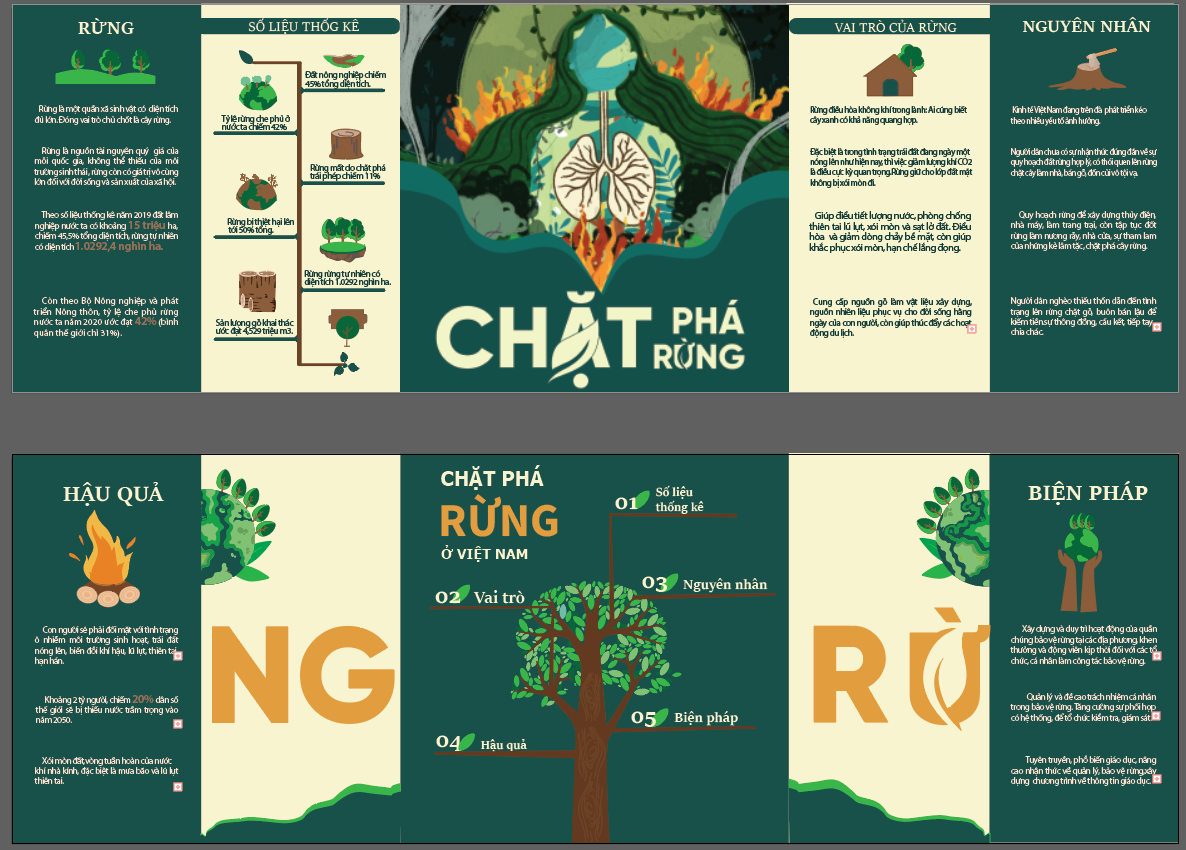 RỪNG
Rừng là một quần xã sinh vật có diện tích
đủ lớn. Đóng vai trò chủ chốt là cây rừng.
Rừng là nguồn tài nguyên quý giá của
mỗi quốc gia, không thể thiếu của môi
trường sinh thái, rừng còn có giá trị vô cùng
lớn đối với đời sống và sản xuất của xã hội.
Theo số liệu thống kê năm 2019 đất lâm
nghiệp nước ta có khoảng 15 triệu ha,
chiếm 45,5% tổng diện tích, rừng tự nhiên
có diện tích 1.0292,4 nghìn ha.
Còn theo Bộ Nông nghiệp và phát
triển Nông thôn, tỷ lệ che phủ rừng
nước ta năm 2020 ước đạt 42% (bình
quân thế giới chỉ 31%).
SỐ LIỆU THỐG KÊ
Đất nông nghiệp chiếm
45% tổng diện tích.
Tỷ lệ rừng che phủ ở
nước ta chiếm 42%
Rừng mất do chặt phá
trái phép chiếm 11%
Rừng bị thiệt hại lên
tới 50% tổng.
Rừng rừng tự nhiên có
diện tích 1.0292 nghìn ha.
Sản lượng gỗ khai thác
ước đạt 4,529 triệu m3.
CHẶT PHÁ
RỪNG
VAI TRÒ CỦA RỪNG
Rừng điều hòa không khí trong lành: Ai cũng biết
cây xanh có khả năng quang hợp.
Đặc biệt là trong tình trạng trái đất đang ngày một
nóng lên như hiện nay, thì việc giảm lượng khí CO2
là điều cực kỳ quan trọng.Rừng giữ cho lớp đất mặt
không bị xói mòn đi.
Giúp điều tiết lượng nước, phòng chống
thiên tai lũ lụt, xói mòn và sạt lở đất. Điều
hòa và giảm dòng chảy bề mặt, còn giúp
khắc phục xói mòn, hạn chế lắng đọng.
Cung cấp nguồn gỗ làm vật liệu xây dựng,
nguồn nhiên liệu phục vụ cho đời sống hằng
ngày của con người, còn giúp thúc đẩy các hoạt
động du lịch.
NGUYÊN NHÂN
Kinh tế Việt Nam đang trên đà phát triển kéo
theo nhiều yếu tố ảnh hưởng.
Người dân chưa có sự nhận thức đúng đắn về sự
quy hoạch đất rừng hợp lý, có thói quen lên rừng
chặt cây làm nhà, bán gỗ, đốn củi vô tội vạ.
Quy hoạch rừng để xây dựng thủy điện,
nhà máy, làm trang trại, còn tập tục đốt
rừng làm nương rẫy, nhà cửa, sự tham lam
của những kẻ lâm tặc, chặt phá cây rừng.
Người dân nghèo thiếu thốn dẫn đến tình
trạng lên rừng chặt gỗ, buôn bán lậu để
kiếm tiền,sự thông đồng, câu kết, tiếp tay,
chia chác.
HẬU QUẢ
Con người sẽ phải đối mặt với tình trạng
ô nhiễm môi trường sinh hoạt, trái đất
nóng lên, biến đổi khí hậu, lũ lụt, thiên tai,
hạn hán.
Khoảng 2 tỷ người, chiếm 20% dân số
thế giới sẽ bị thiếu nước trầm trọng vào
năm 2050.
Xói mòn đất,vòng tuần hoàn của nước
khí nhà kính, đặc biệt là mưa bão và lũ lụt
thiên tai.
NG
CHẶT PHÁ
RỪNG
Ở VIỆT NAM
01 Số liệu
thống kê
02 Vai trò
03 Nguyên nhân
04 Hậu quả
05 Biện pháp
RỪ
BIỆN PHÁP
Xây dựng và duy trì hoạt động của quần
chúng bảo vệ rừng tại các địa phương, khen
thưởng và động viên kịp thời đối với các tổ
chức, cá nhân làm công tác bảo vệ rừng.
Quản lý và đề cao trách nhiệm cá nhân
trong bảo vệ rừng. Tăng cường sự phối hợp
có hệ thống, để tổ chức kiểm tra, giám sát.
Tuyên truyền, phổ biến giáo dục, nâng
cao nhận thức về quản lý, bảo vệ rừng,xây
dựng chương trình về thông tin giáo dục.